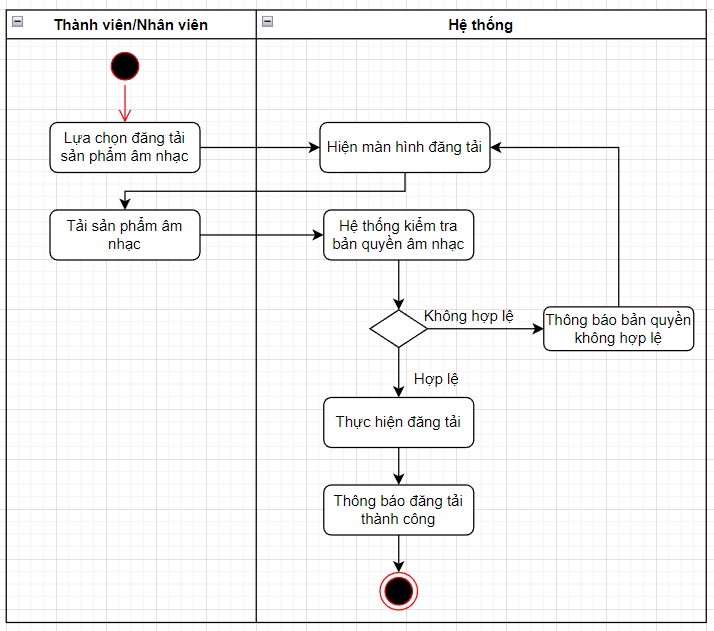 Thành viên/Nhân viên
Hệ thống
Lựa chọn đăng tải
sản phẩm âm nhạc
Hiện màn hình đăng tải
Tải sản phẩm âm
nhạc
Hệ thống kiểm tra
bản quyền âm nhạc
Không hợp lệ
Thông báo bản quyền
không hợp lệ
Hợp lệ
Thực hiện đăng tải
Thông báo đăng tải
thành công